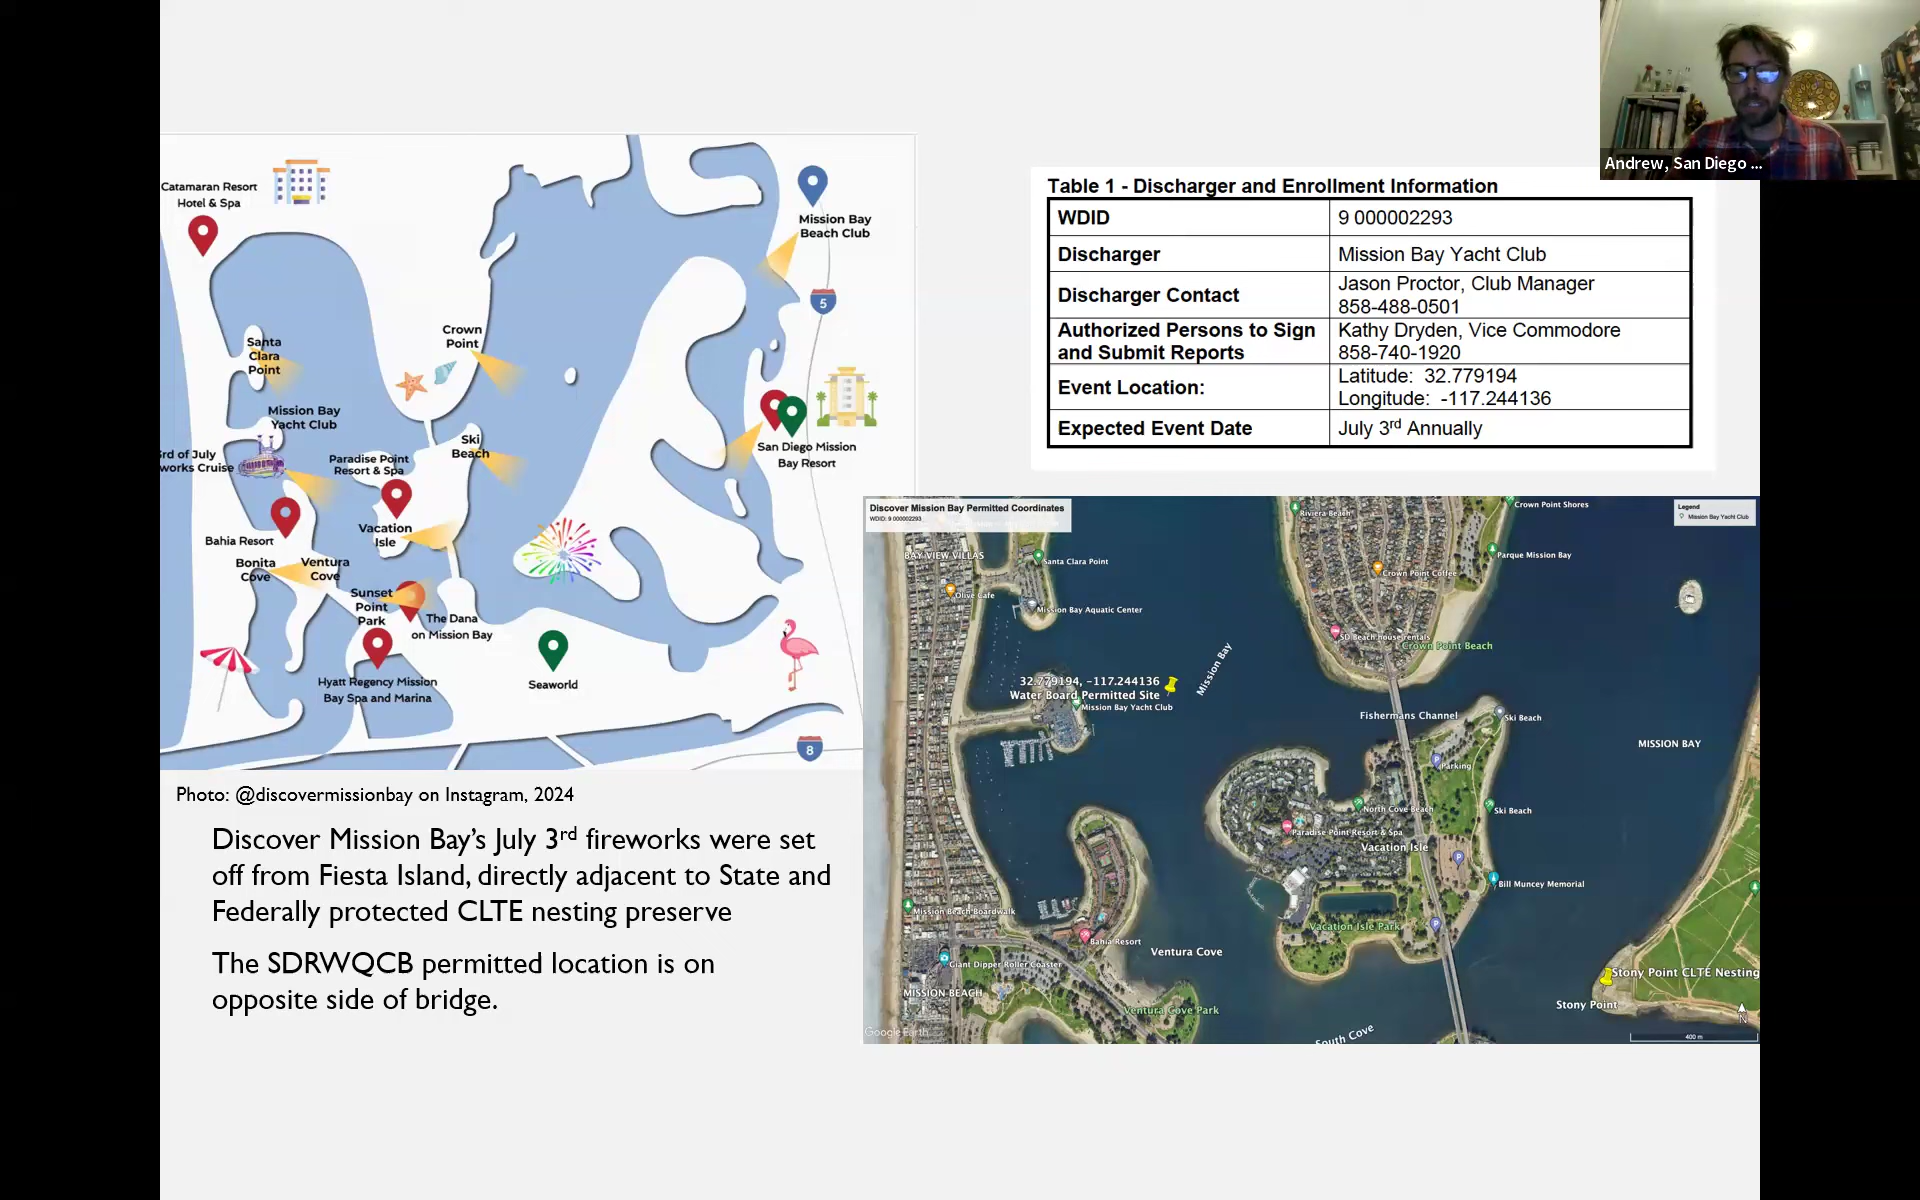 Andrew, San Diego ...
Catamaran Resort
Hotel & Spa
Mission Bay
Beach Club
5
Crown
Point
Santa
Clara
Point
Mission Bay
Yacht Club
3rd of July
works Cruise
Paradise Point
Resort & Spa
Ski
Beach
San Diego Mission
Bay Resort
Vacation
Isle
Bahia Resort
Bonita
Cove
Ventura
Cove
Sunset
Point
Park
The Dana
on Mission Bay
Hyatt Regency Mission
Bay Spa and Marina
Seaworld
8
Photo: @discovermissionbay on Instagram, 2024
Discover Mission Bay's July 3rd fireworks were set
off from Fiesta Island, directly adjacent to State and
Federally protected CLTE nesting preserve
The SDRWQCB permitted location is on
opposite side of bridge.
Table 1 - Discharger and Enrollment Information
WDID 9 000002293
Discharger Mission Bay Yacht Club
Discharger Contact Jason Proctor, Club Manager
858-488-0501
Authorized Persons to Sign
and Submit Reports
Kathy Dryden, Vice Commodore
858-740-1920
Event Location: Latitude: 32.779194
Longitude: -117.244136
Expected Event Date July 3rd Annually
Discover Mission Bay Permitted Coordinates
WDID: 9 000002293
Legend
Mission Bay Yacht Club
Riviera Beach
Crown Point Shores
BAY VIEW VILLAS
Santa Clara Point
Parque Mission Bay
Crown Point Coffee
Olive Cafe
Mission Bay Aquatic Center
SD Beach house rentals
Crown Point Beach
Mission Bay
32.779194, -117.244136
Water Board Permitted Site
Mission Bay Yacht Club
Fishermans Channel
Ski Beach
MISSION BAY
Parking
North Cove Beach
Ski Beach
Paradise Point Resort & Spa
Vacation Isle
Bill Muncey Memorial
Mission Beach Boardwalk
Vacation Isle Park
Bahia Resort
Ventura Cove
Giant Dipper Roller Coaster
Stony Point CLTE Nesting
MISSION BEACH
Stony Point
Ventura Cove Park
Google Earth
South Cove
N
400 m